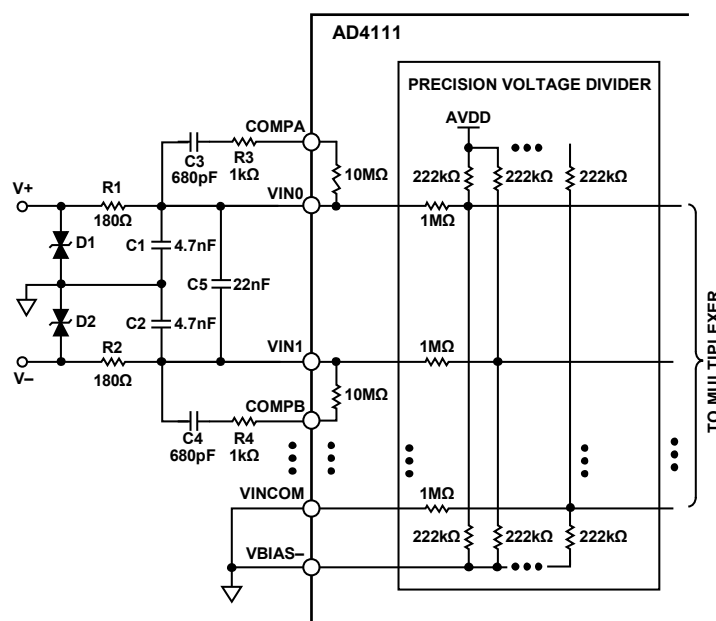 AD4111
PRECISION VOLTAGE DIVIDER
AVDD
COMPA
C3
680pF
R3
1kΩ
10MΩ
222kΩ
222kΩ
222kΩ
V+
R1
180Ω
VIN0
1MΩ
D1
C1
4.7nF
C5
22nF
D2
C2
4.7nF
R2
180Ω
V–
VIN1
1MΩ
10MΩ
COMPB
C4
680pF
R4
1kΩ
TO MULTIPLEXER
VINCOM
1MΩ
222kΩ
222kΩ
222kΩ
VBIAS–